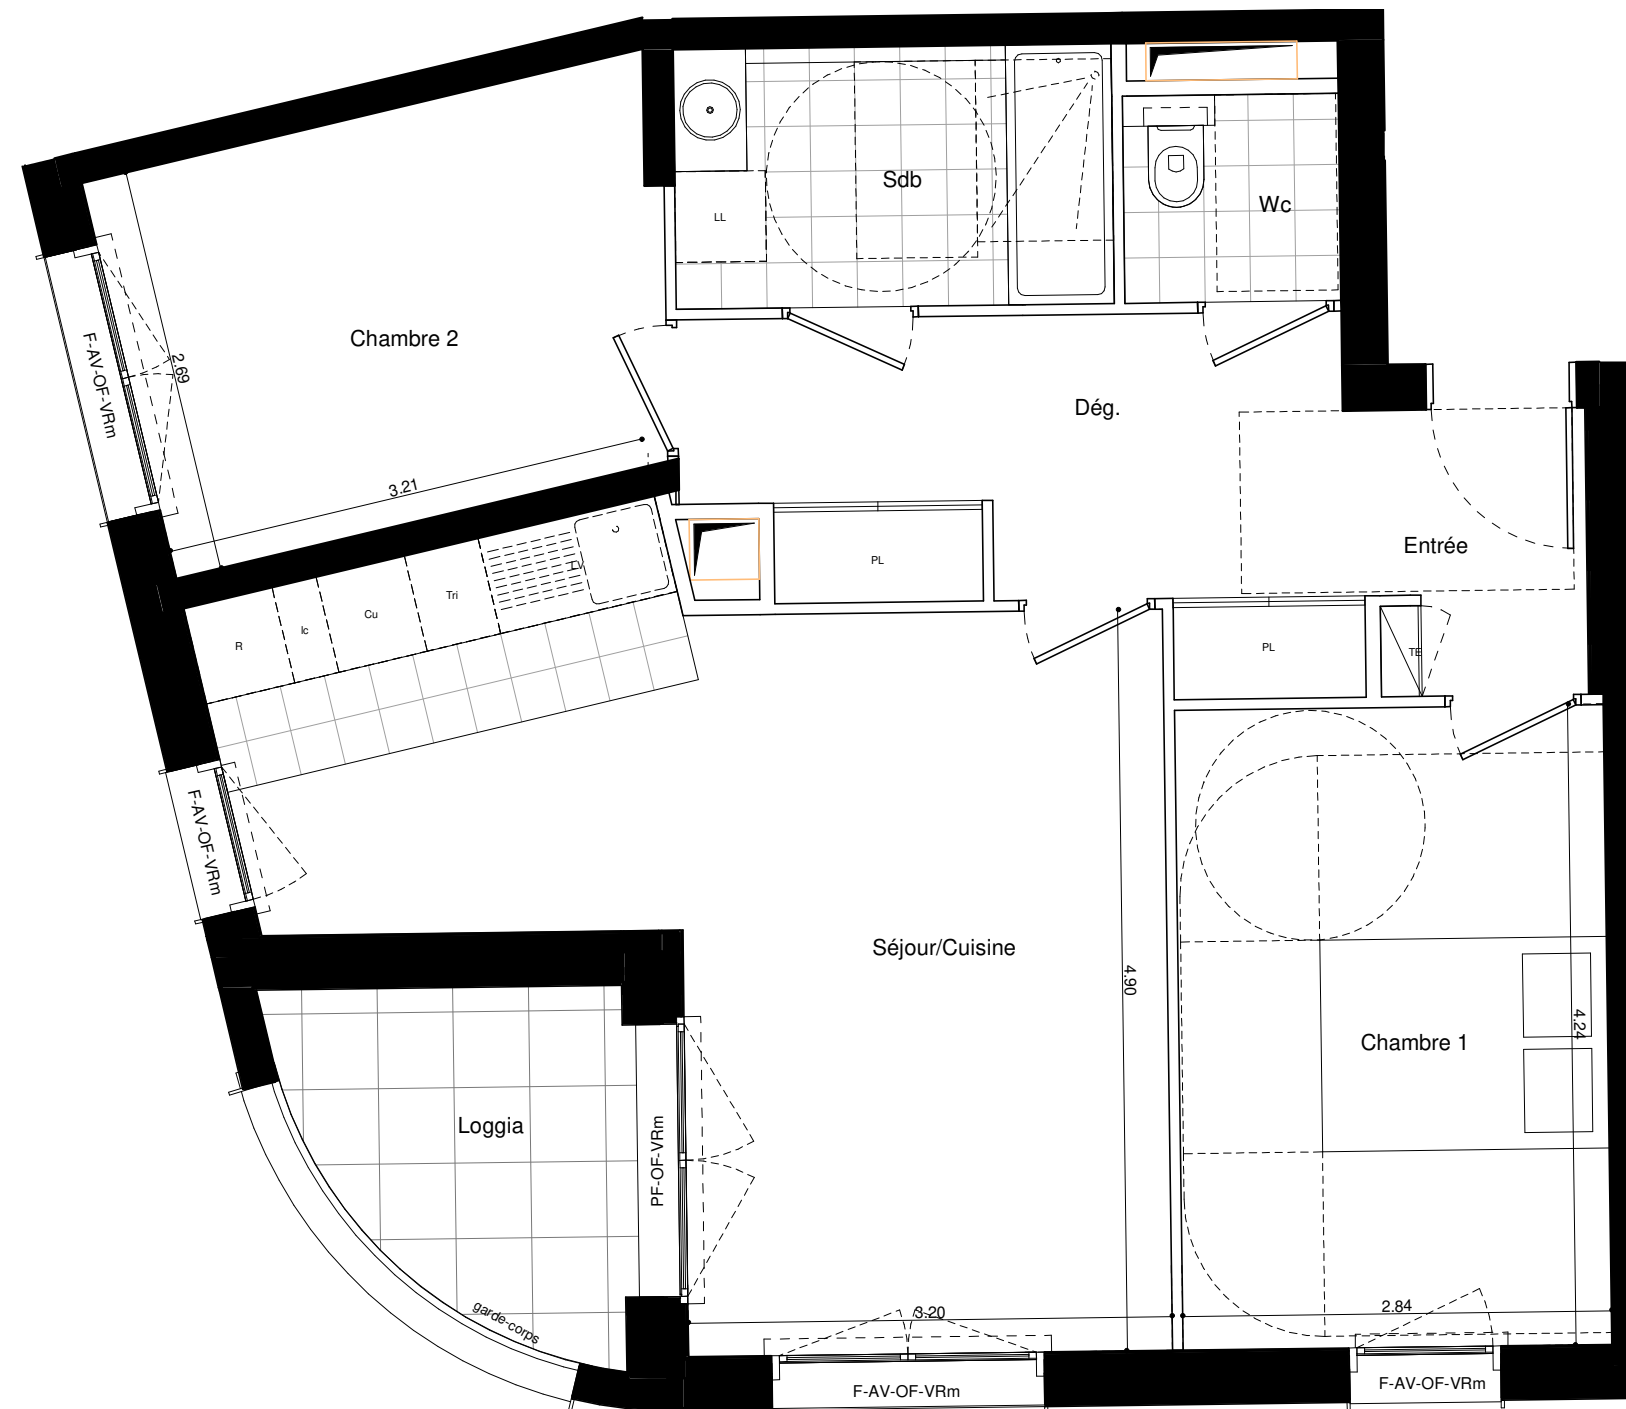 Sdb
LL
Wc
Chambre 2
F-AV-OF-VRm
2.69
Dég.
3.21
Entrée
PL
LV
Tri
Cu
Ic
R
PL
TE
F-AV-OF-VRm
Séjour/Cuisine
4.90
4.24
Chambre 1
Loggia
PF-OF-VRm
garde-corps
3.20
2.84
F-AV-OF-VRm
F-AV-OF-VRm